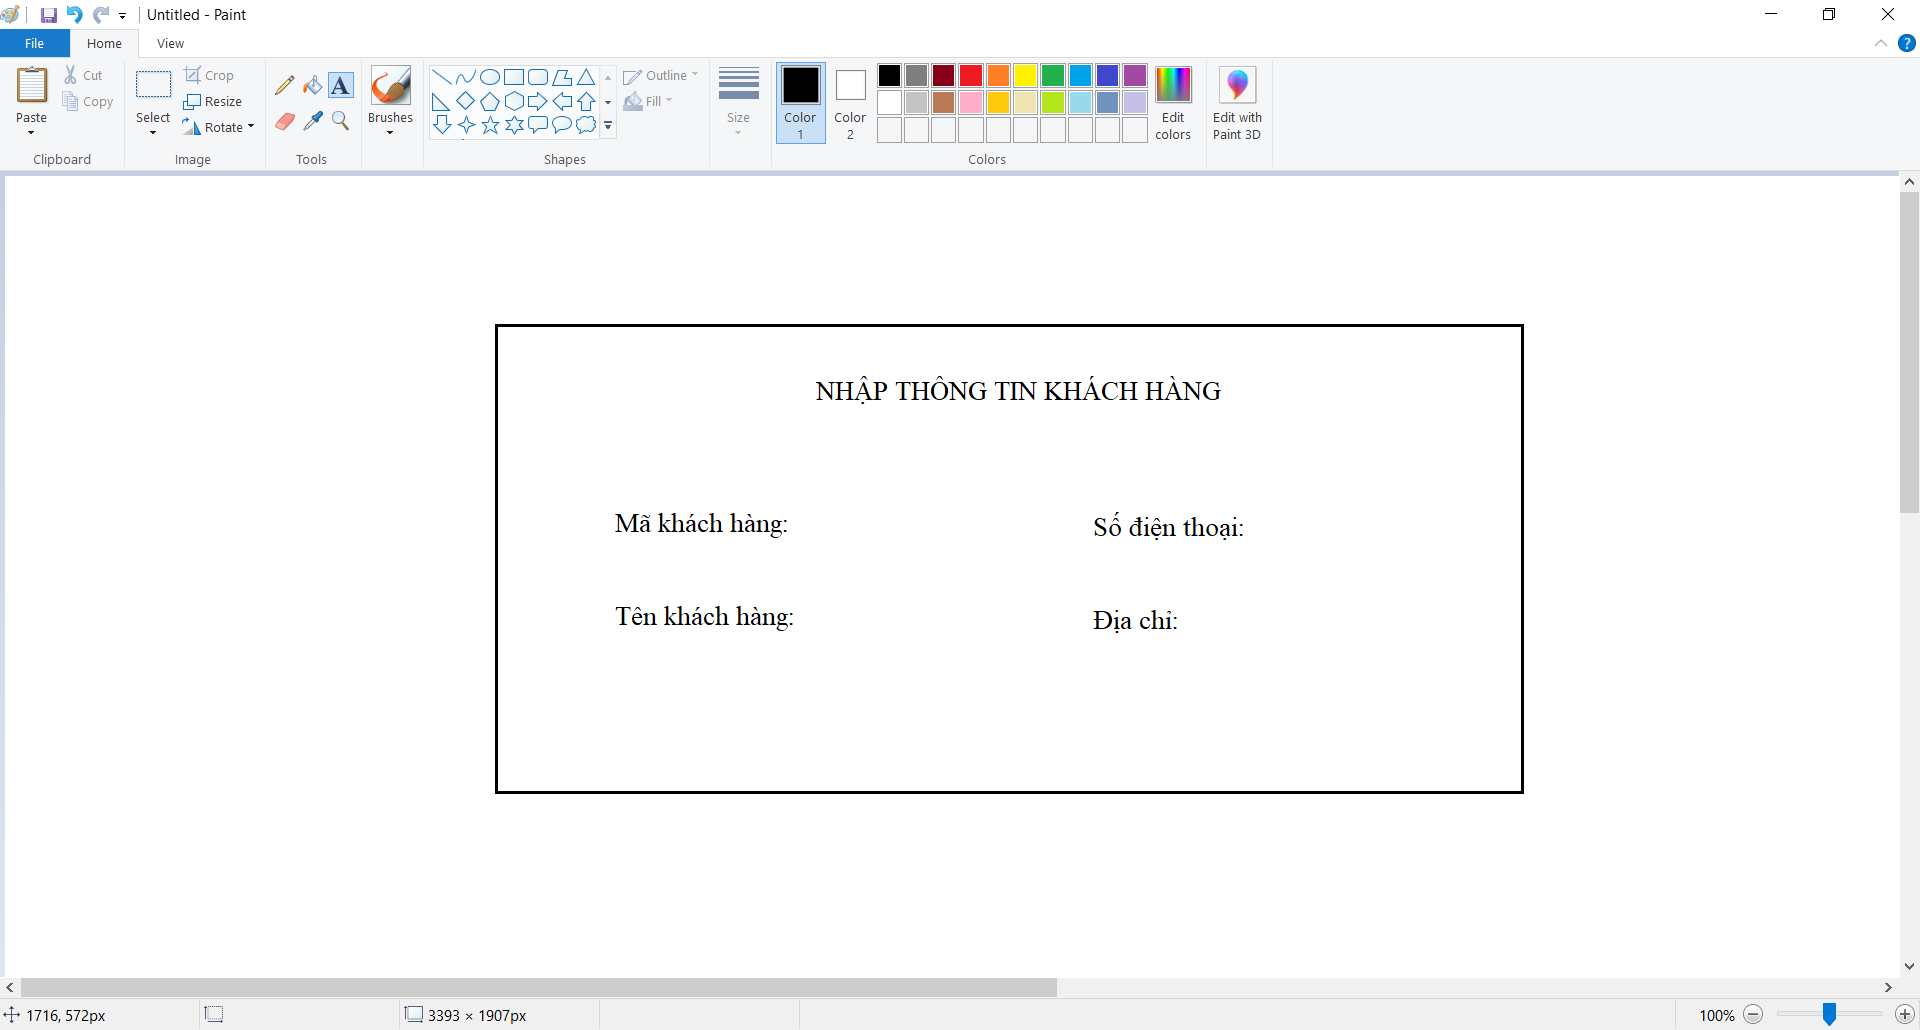 Untitled - Paint
File Home View
Paste
Cut
Copy
Clipboard
Select
Crop
Resize
Rotate
Image
A
Tools
Brushes
Shapes
Outline
Fill
Size
Color 1
Color 2
Edit colors
Colors
Edit with Paint 3D
?
NHẬP THÔNG TIN KHÁCH HÀNG
Mã khách hàng: Số điện thoại:
Tên khách hàng: Địa chỉ:
1716, 572px 3393 × 1907px 100%